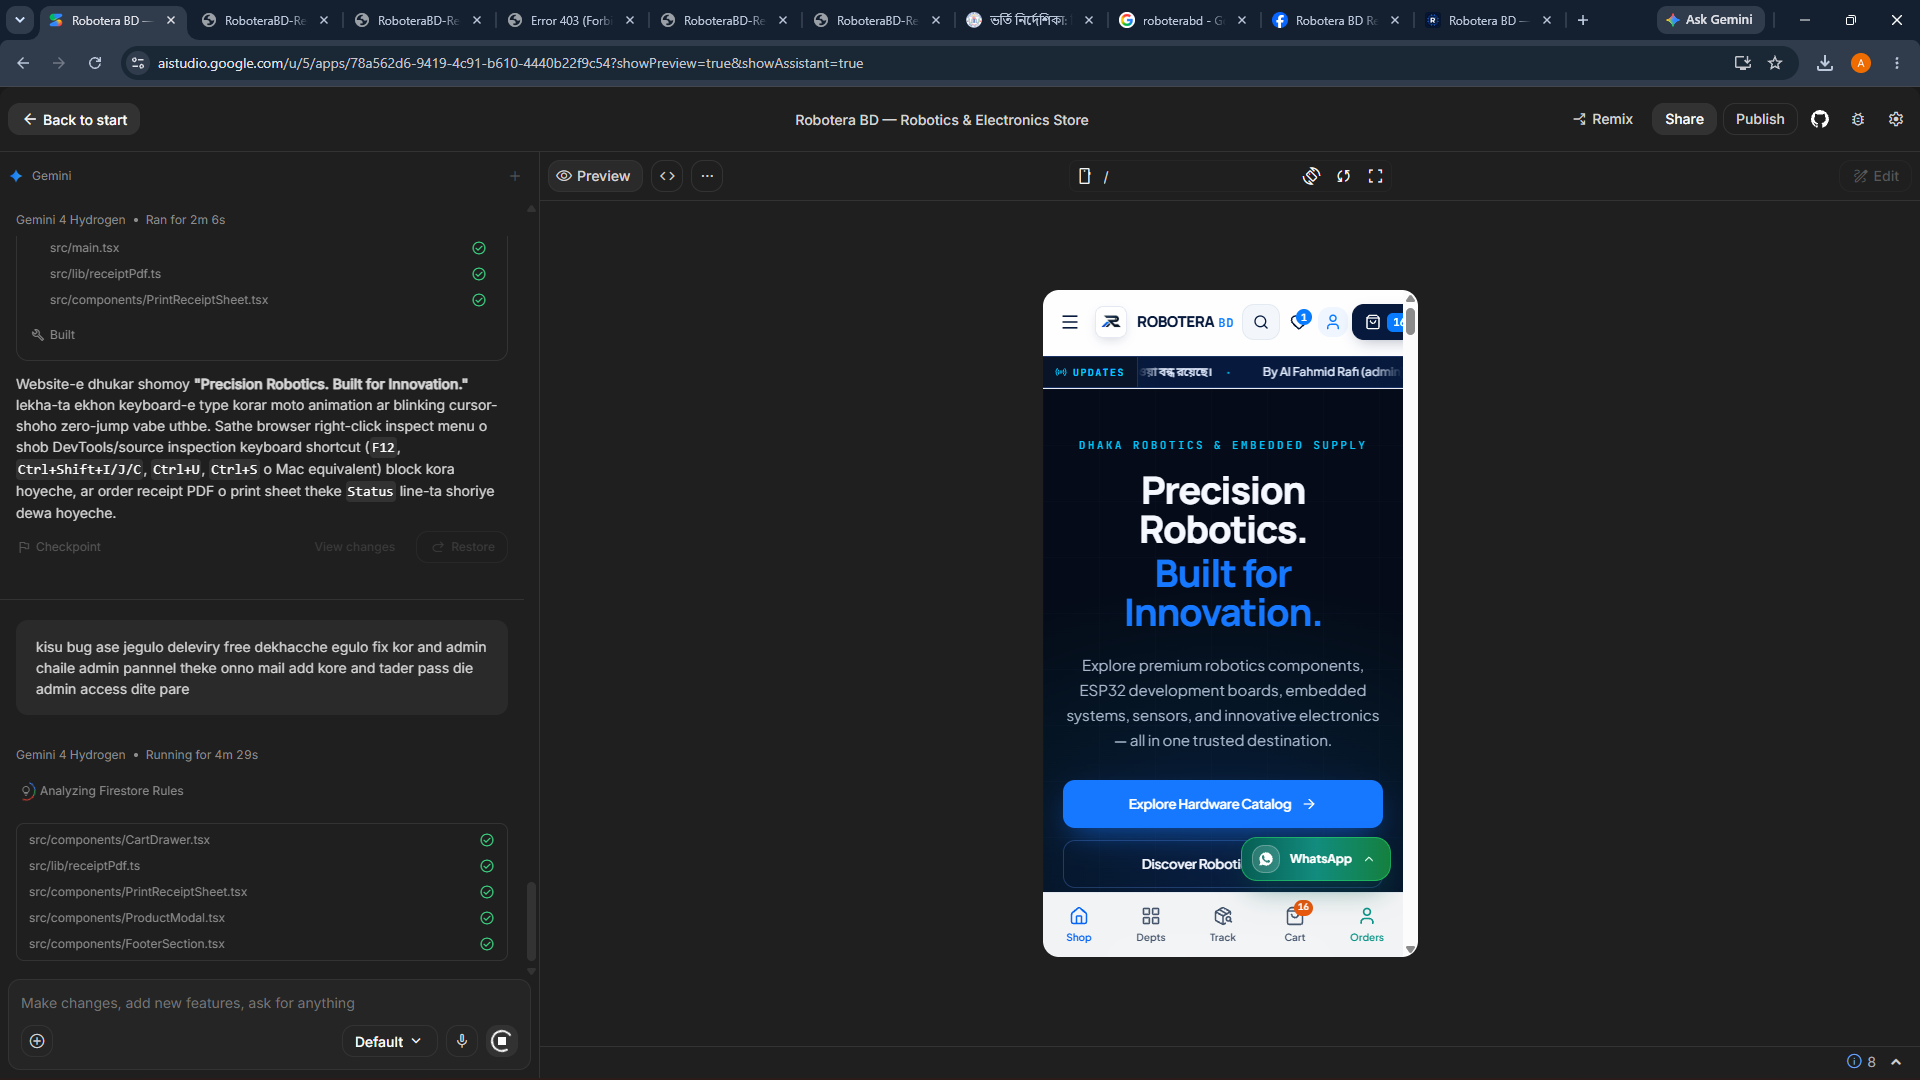 Robotera BD —
RoboteraBD-Re
RoboteraBD-Re
Error 403 (Forbi
RoboteraBD-Re
RoboteraBD-Re
ভর্তি নির্দেশিকা:
roboterabd - G
Robotera BD Re
Robotera BD —
Ask Gemini
aistudio.google.com/u/5/apps/78a562d6-9419-4c91-b610-4440b22f9c54?showPreview=true&showAssistant=true
A
Back to start
Robotera BD — Robotics & Electronics Store
Remix
Share
Publish
Gemini
Preview
/
Edit
Gemini 4 Hydrogen • Ran for 2m 6s
src/main.tsx
src/lib/receiptPdf.ts
src/components/PrintReceiptSheet.tsx
Built
Website-e dhukar shomoy "Precision Robotics. Built for Innovation."
lekha-ta ekhon keyboard-e type korar moto animation ar blinking cursor-
shoho zero-jump vabe uthbe. Sathe browser right-click inspect menu o
shob DevTools/source inspection keyboard shortcut (F12,
Ctrl+Shift+I/J/C, Ctrl+U, Ctrl+S o Mac equivalent) block kora
hoyeche, ar order receipt PDF o print sheet theke Status line-ta shoriye
dewa hoyeche.
Checkpoint
View changes
Restore
kisu bug ase jegulo deleviry free dekhacche egulo fix kor and admin
chaile admin pannnel theke onno mail add kore and tader pass die
admin access dite pare
Gemini 4 Hydrogen • Running for 4m 29s
Analyzing Firestore Rules
src/components/CartDrawer.tsx
src/lib/receiptPdf.ts
src/components/PrintReceiptSheet.tsx
src/components/ProductModal.tsx
src/components/FooterSection.tsx
Make changes, add new features, ask for anything
Default
ROBOTERA BD
1
16
UPDATES
বন্ধ রয়েছে। • By Al Fahmid Rafi (admin
DHAKA ROBOTICS & EMBEDDED SUPPLY
Precision
Robotics.
Built for
Innovation.
Explore premium robotics components,
ESP32 development boards, embedded
systems, sensors, and innovative electronics
— all in one trusted destination.
Explore Hardware Catalog
Discover Roboti
WhatsApp
16
Shop
Depts
Track
Cart
Orders
8